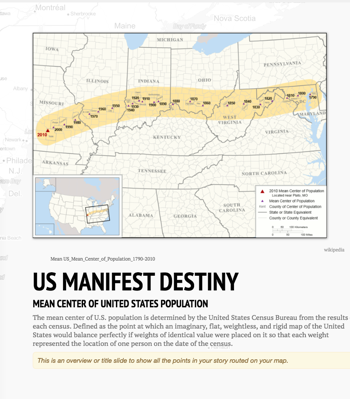 Montreal
Maine
Nova Scotia
MICHIGAN
IOWA
PENNSYLVANIA
ILLINOIS
INDIANA
OHIO
MISSOURI
MARYLAND
WEST
VIRGINIA
VIRGINIA
2010
KENTUCKY
ARKANSAS
TENNESSEE
NORTH CAROLINA
SOUTH
CAROLINA
ALABAMA
GEORGIA
2010 Mean Center of Population
Located near Plato, MO
Mean Center of Population
County of Center of Population
State or State Equivalent
County or County Equivalent
wikipedia
Mean US_Mean_Center_of_Population_1790-2010
US MANIFEST DESTINY
MEAN CENTER OF UNITED STATES POPULATION
The mean center of U.S. population is determined by the United States Census Bureau from the results
each census. Defined as the point at which an imaginary, flat, weightless, and rigid map of the United
States would balance perfectly if weights of identical value were placed on it so that each weight
represented the location of one person on the date of the census.
This is an overview or title slide to show all the points in your story routed on your map.